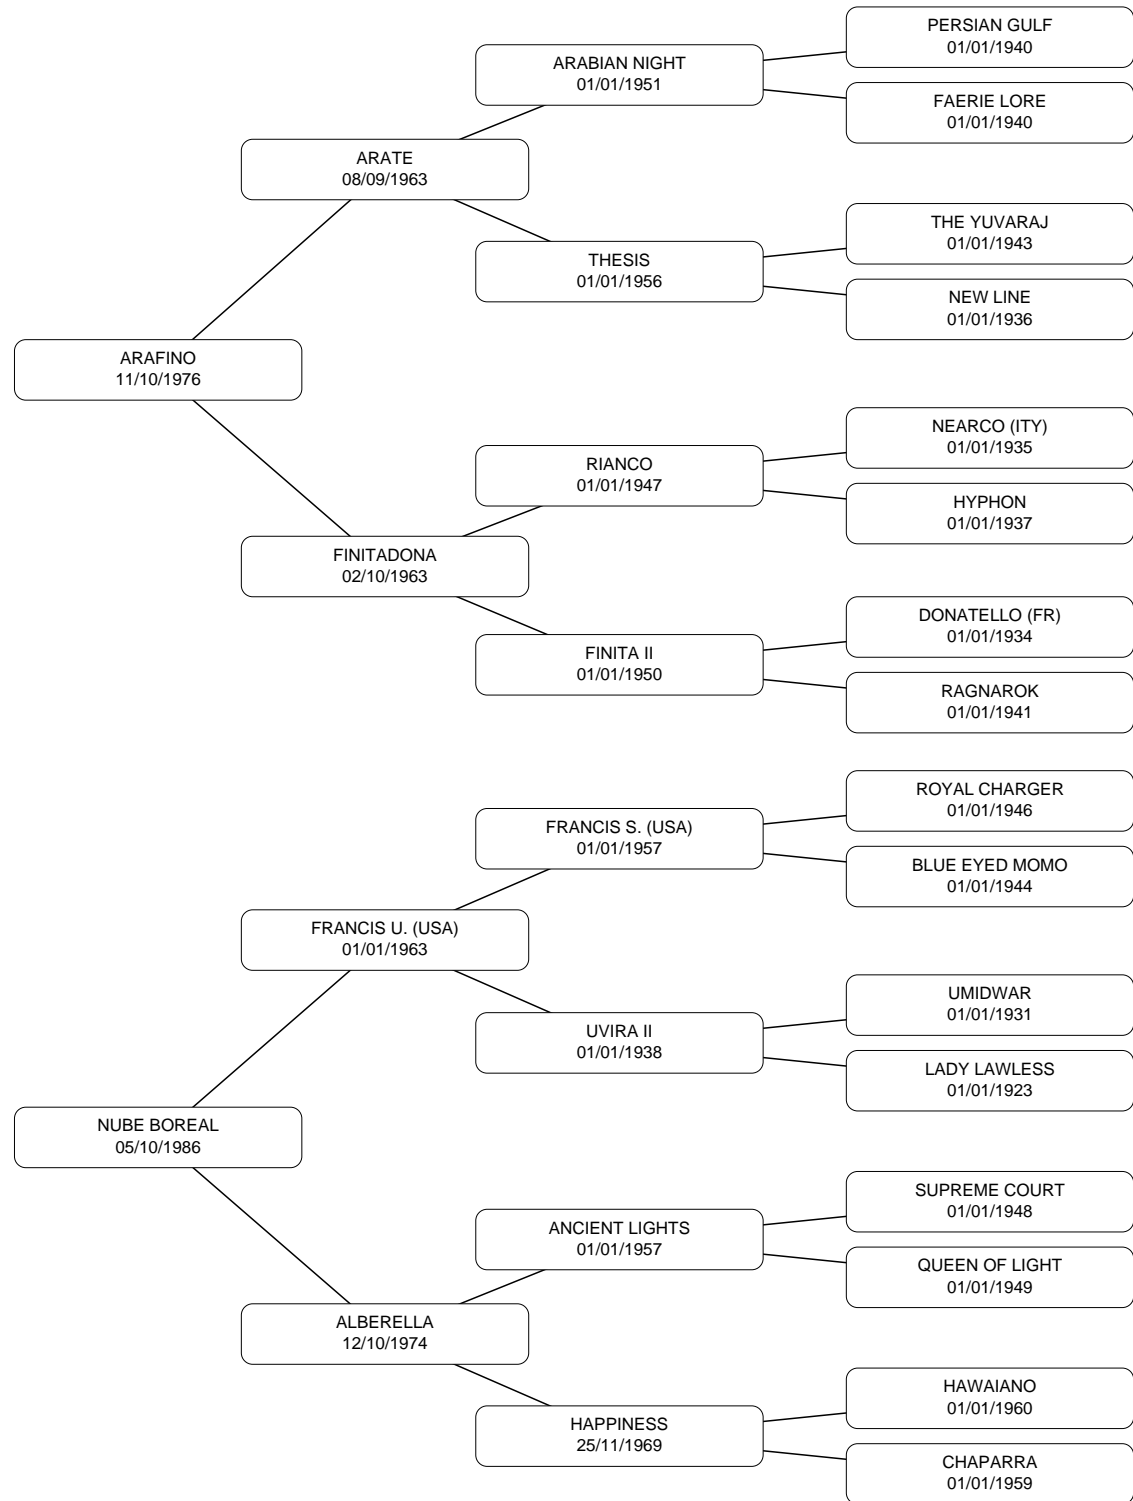 PERSIAN GULF
01/01/1940
ARABIAN NIGHT
01/01/1951
FAERIE LORE
01/01/1940
ARATE
08/09/1963
THE YUVARAJ
01/01/1943
THESIS
01/01/1956
NEW LINE
01/01/1936
ARAFINO
11/10/1976
NEARCO (ITY)
01/01/1935
RIANCO
01/01/1947
HYPHON
01/01/1937
FINITADONA
02/10/1963
DONATELLO (FR)
01/01/1934
FINITA II
01/01/1950
RAGNAROK
01/01/1941
ROYAL CHARGER
01/01/1946
FRANCIS S. (USA)
01/01/1957
BLUE EYED MOMO
01/01/1944
FRANCIS U. (USA)
01/01/1963
UMIDWAR
01/01/1931
UVIRA II
01/01/1938
LADY LAWLESS
01/01/1923
NUBE BOREAL
05/10/1986
SUPREME COURT
01/01/1948
ANCIENT LIGHTS
01/01/1957
QUEEN OF LIGHT
01/01/1949
ALBERELLA
12/10/1974
HAWAIANO
01/01/1960
HAPPINESS
25/11/1969
CHAPARRA
01/01/1959